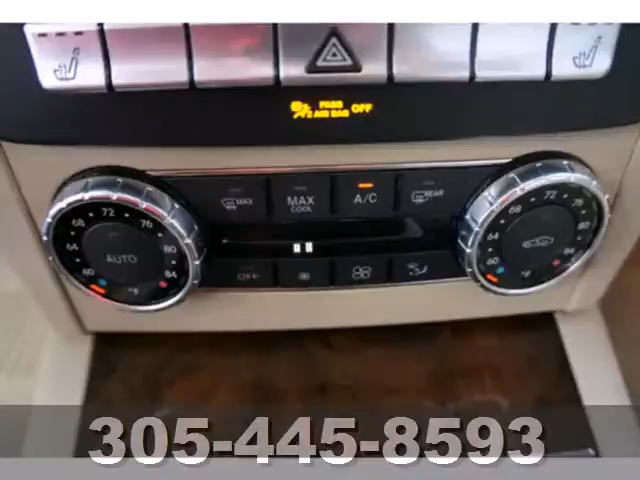 PASS
AIR BAG OFF
72
68
76
64
80
60
84
°F
AUTO
MAX
MAX
COOL
A/C
REAR
OFF
72
68
76
64
80
60
84
°F
305-445-8593